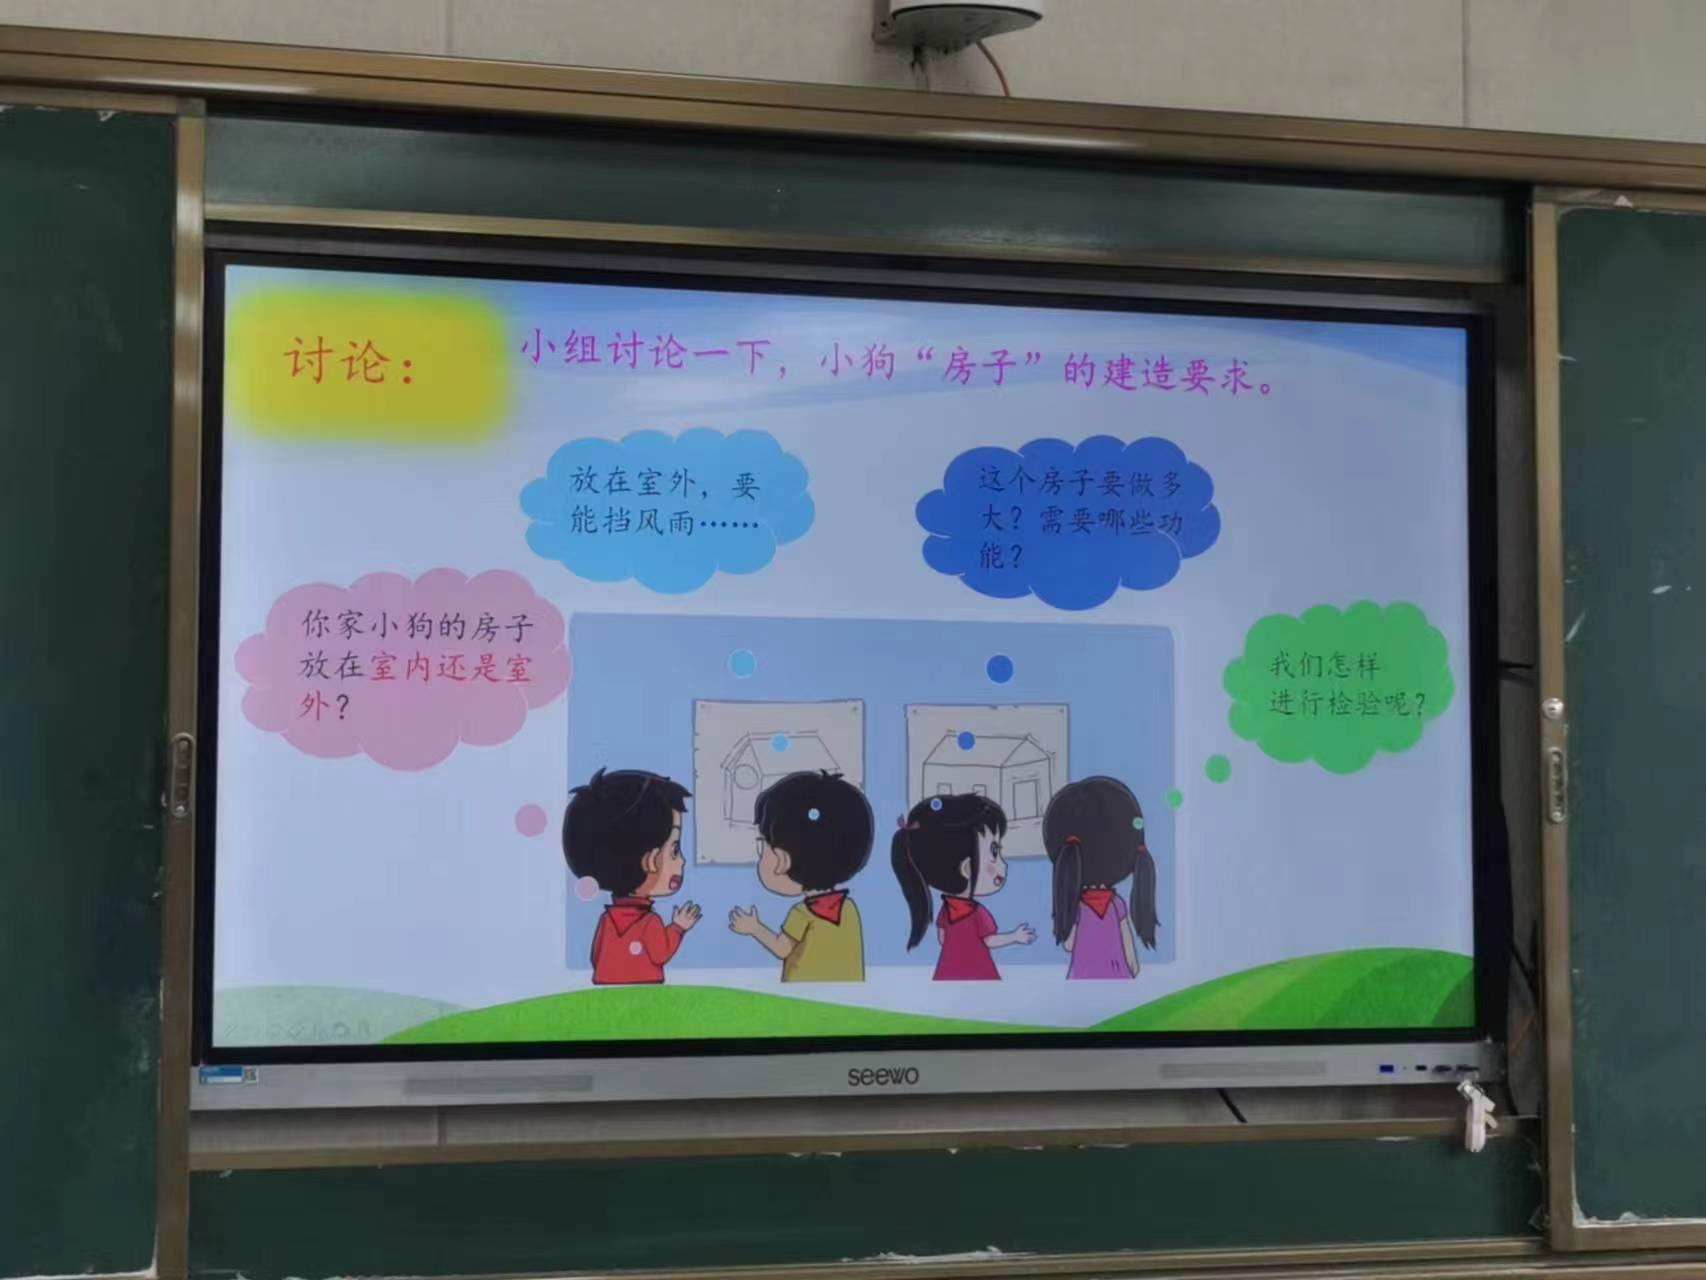 讨论：
小组讨论一下，小狗“房子”的建造要求。
放在室外，要
能挡风雨……
这个房子要做多
大？需要哪些功
能？
你家小狗的房子
放在室内还是室
外？
我们怎样
进行检验呢？
seewo